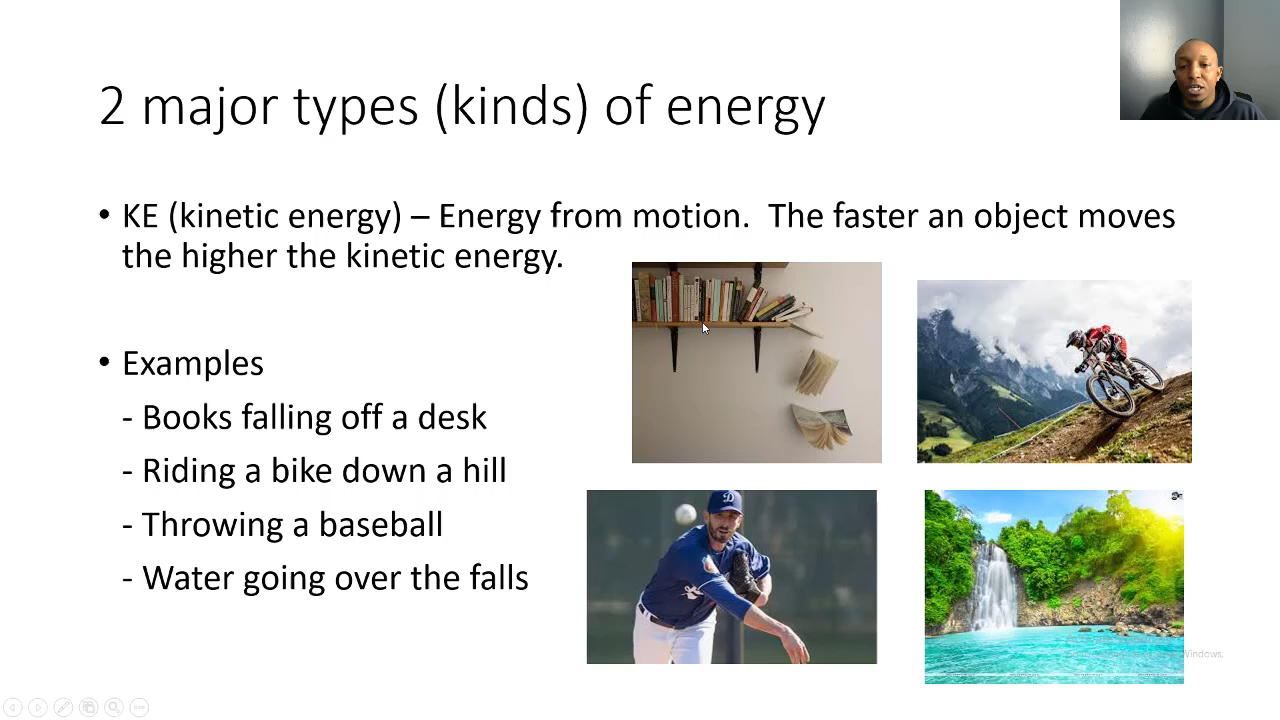 2 major types (kinds) of energy
• KE (kinetic energy) – Energy from motion.  The faster an object moves
the higher the kinetic energy.
• Examples
- Books falling off a desk
- Riding a bike down a hill
- Throwing a baseball
- Water going over the falls
D
Windows.